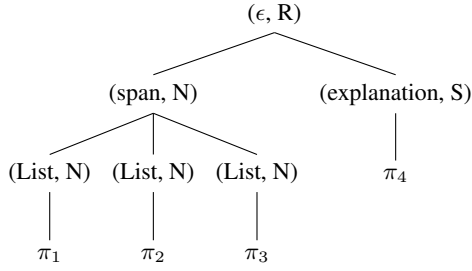 (ϵ, R)
(span, N) (explanation, S)
(List, N) (List, N) (List, N) π₄
π₁ π₂ π₃